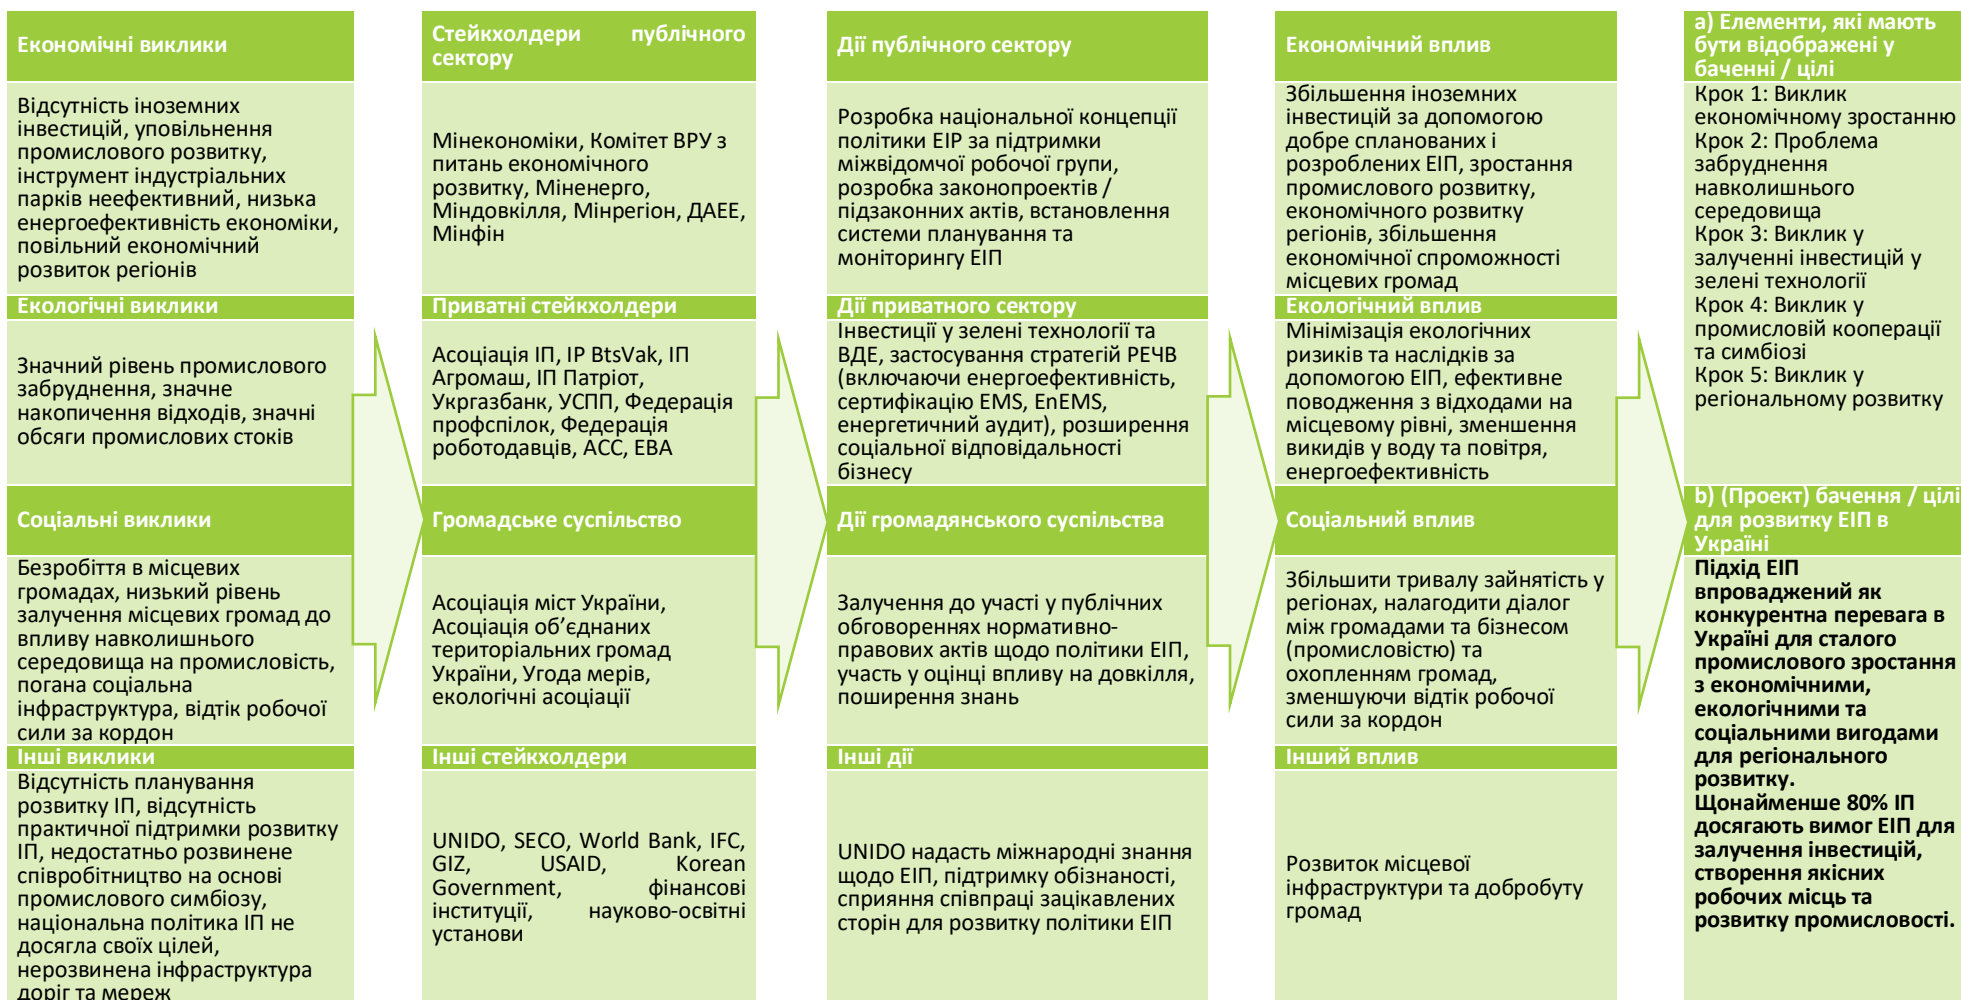 Економічні виклики
Відсутність іноземних
інвестицій, уповільнення
промислового розвитку,
інструмент індустріальних
парків неефективний, низька
енергоефективність економіки,
повільний економічний
розвиток регіонів
Екологічні виклики
Значний рівень промислового
забруднення, значне
накопичення відходів, значні
обсяги промислових стоків
Соціальні виклики
Безробіття в місцевих
громадах, низький рівень
залучення місцевих громад до
впливу навколишнього
середовища на промисловість,
погана соціальна
інфраструктура, відтік робочої
сили за кордон
Інші виклики
Відсутність планування
розвитку ІП, відсутність
практичної підтримки розвитку
ІП, недостатньо розвинене
співробітництво на основі
промислового симбіозу,
національна політика ІП не
досягла своїх цілей,
нерозвинена інфраструктура
доріг та мереж
Стейкхолдери публічного
сектору
Мінекономіки, Комітет ВРУ з
питань економічного
розвитку, Міненерго,
Міндовкілля, Мінрегіон, ДАЕЕ,
Мінфін
Приватні стейкхолдери
Асоціація ІП, IP BtsVak, ІП
Агромаш, ІП Патріот,
Укргазбанк, УСПП, Федерація
профспілок, Федерація
роботодавців, ACC, EBA
Громадське суспільство
Асоціація міст України,
Асоціація об’єднаних
територіальних громад
України, Угода мерів,
екологічні асоціації
Інші стейкхолдери
UNIDO, SECO, World Bank, IFC,
GIZ, USAID, Korean
Government, фінансові
інституції, науково-освітні
установи
Дії публічного сектору
Розробка національної концепції
політики EIP за підтримки
міжвідомчої робочої групи,
розробка законопроектів /
підзаконних актів, встановлення
системи планування та
моніторингу ЕІП
Дії приватного сектору
Інвестиції у зелені технології та
ВДЕ, застосування стратегій РЕЧВ
(включаючи енергоефективність,
сертифікацію EMS, EnEMS,
енергетичний аудит), розширення
соціальної відповідальності
бізнесу
Дії громадянського суспільства
Залучення до участі у публічних
обговореннях нормативно-
правових актів щодо політики ЕІП,
участь у оцінці впливу на довкілля,
поширення знань
Інші дії
UNIDO надасть міжнародні знання
щодо ЕІП, підтримку обізнаності,
сприяння співпраці зацікавлених
сторін для розвитку політики ЕІП
Економічний вплив
Збільшення іноземних
інвестицій за допомогою
добре спланованих і
розроблених ЕІП, зростання
промислового розвитку,
економічного розвитку
регіонів, збільшення
економічної спроможності
місцевих громад
Екологічний вплив
Мінімізація екологічних
ризиків та наслідків за
допомогою ЕІП, ефективне
поводження з відходами на
місцевому рівні, зменшення
викидів у воду та повітря,
енергоефективність
Соціальний вплив
Збільшити тривалу зайнятість у
регіонах, налагодити діалог
між громадами та бізнесом
(промисловістю) та
охопленням громад,
зменшуючи відтік робочої
сили за кордон
Інший вплив
Розвиток місцевої
інфраструктури та добробуту
громад
a) Елементи, які мають
бути відображені у
баченні / цілі
Крок 1: Виклик
економічному зростанню
Крок 2: Проблема
забруднення
навколишнього
середовища
Крок 3: Виклик у
залученні інвестицій у
зелені технології
Крок 4: Виклик у
промисловій кооперації
та симбіозі
Крок 5: Виклик у
регіональному розвитку
b) (Проект) бачення / цілі
для розвитку ЕІП в
Україні
Підхід ЕІП
впроваджений як
конкурентна перевага в
Україні для сталого
промислового зростання
з економічними,
екологічними та
соціальними вигодами
для регіонального
розвитку.
Щонайменше 80% ІП
досягають вимог ЕІП для
залучення інвестицій,
створення якісних
робочих місць та
розвитку промисловості.